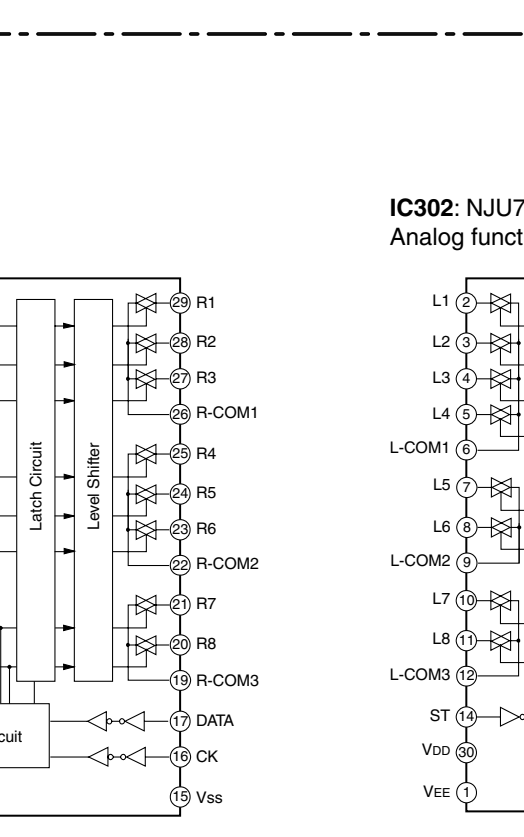 IC302: NJU7
Analog funct
29 R1
28 R2
27 R3
26 R-COM1
25 R4
24 R5
23 R6
22 R-COM2
21 R7
20 R8
19 R-COM3
17 DATA
16 CK
15 Vss
Latch Circuit
Level Shifter
cuit
L1 2
L2 3
L3 4
L4 5
L-COM1 6
L5 7
L6 8
L-COM2 9
L7 10
L8 11
L-COM3 12
ST 14
VDD 30
VEE 1